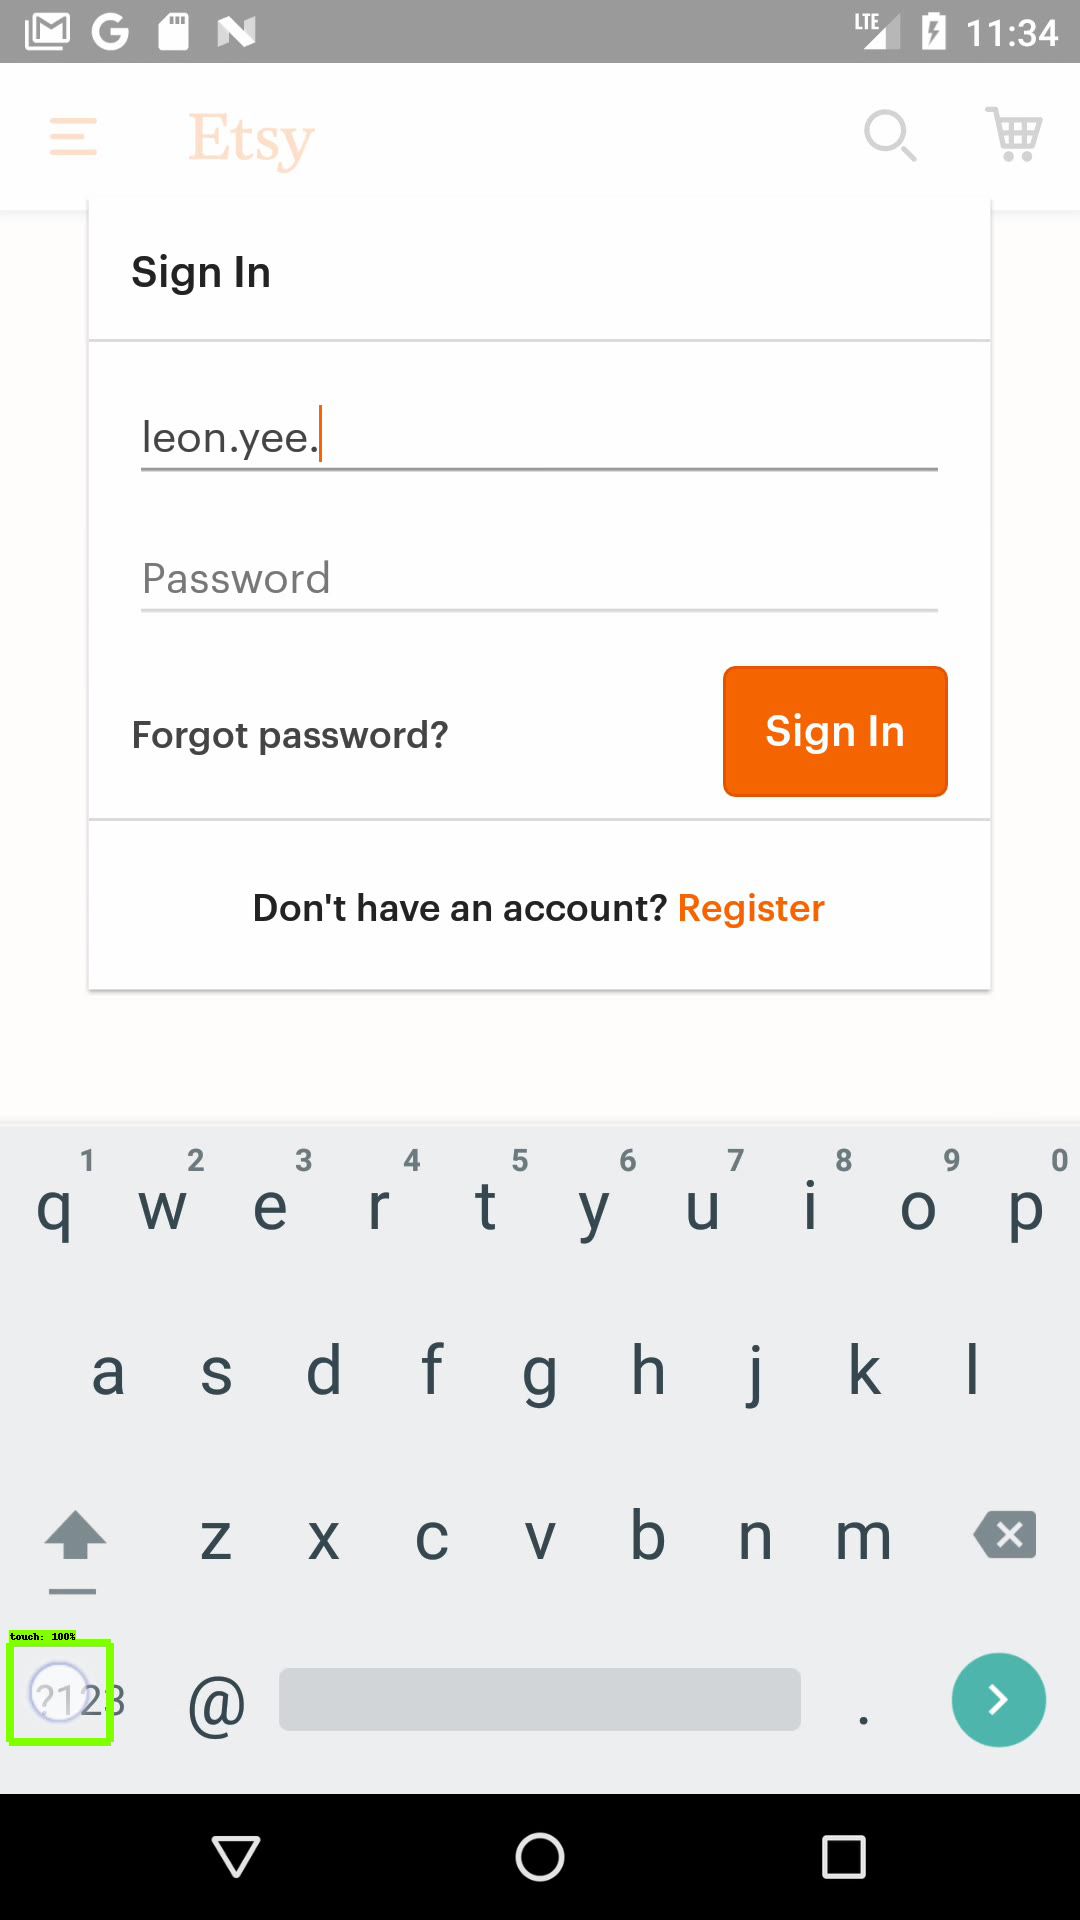 LTE 11:34
Etsy
Sign In
leon.yee.
Password
Forgot password? Sign In
Don't have an account? Register
1 2 3 4 5 6 7 8 9 0
q w e r t y u i o p
a s d f g h j k l
z x c v b n m
touch: 100%
?123 @ .